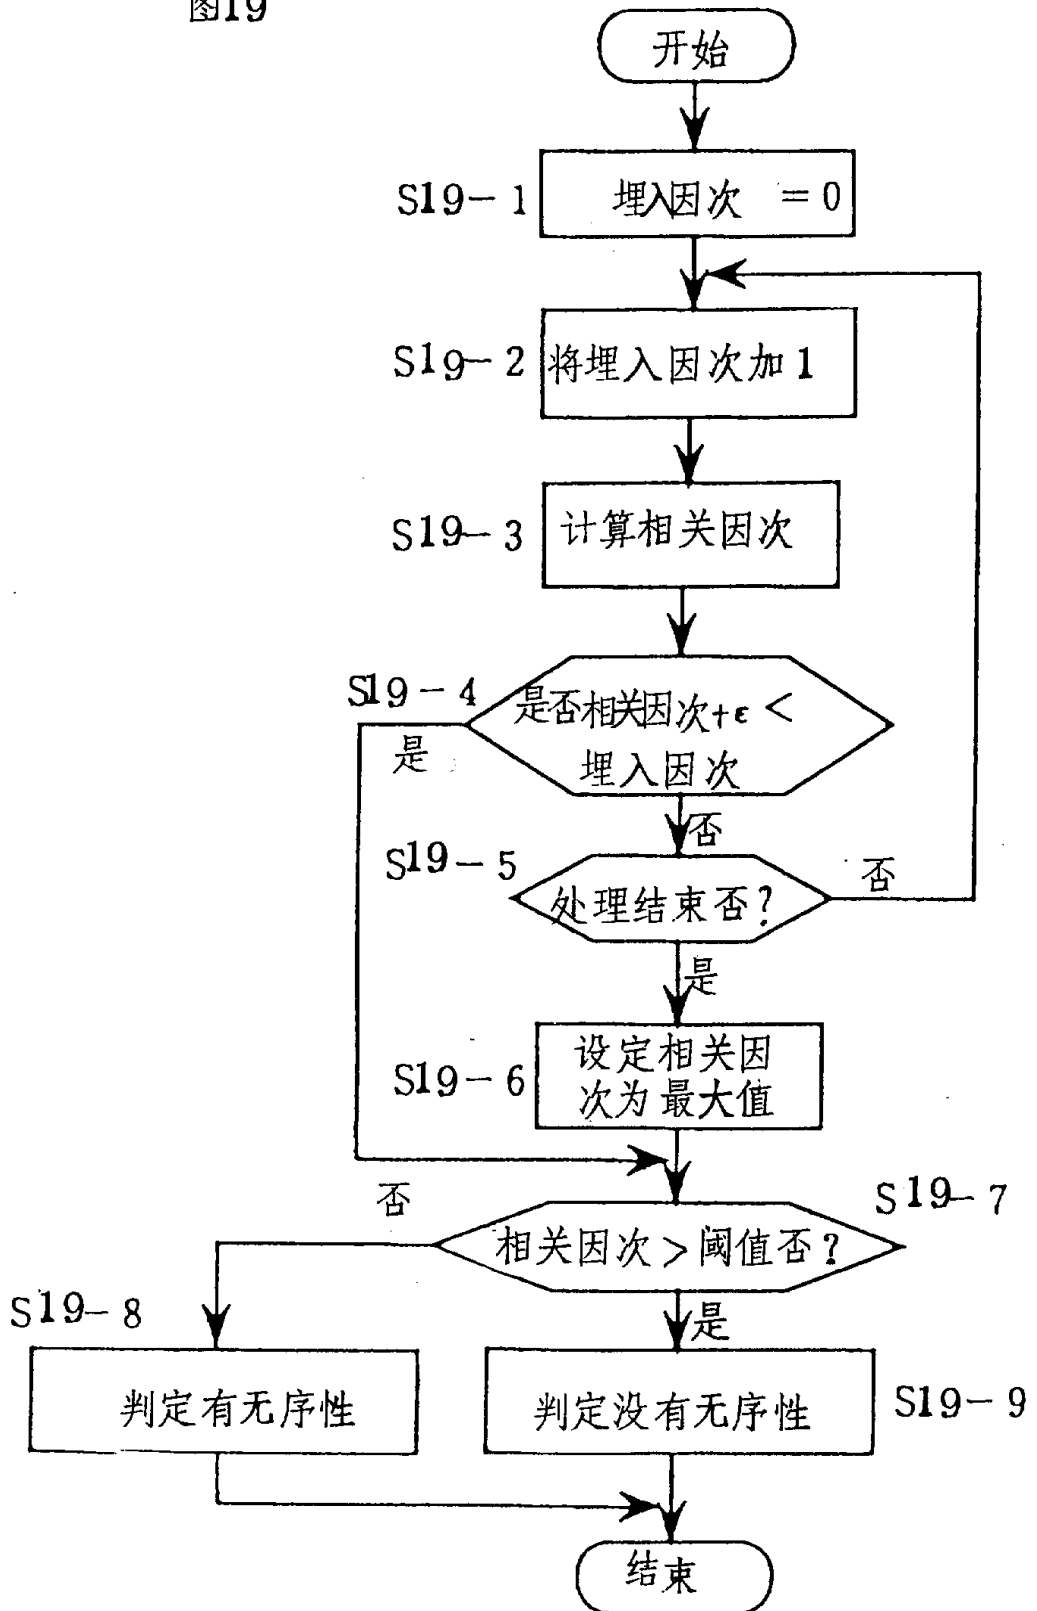 图19
开始
S19-1
埋入因次 =0
S19-2
将埋入因次加1
S19-3
计算相关因次
S19-4
是否相关因次+ε<
埋入因次
是
否
S19-5
处理结束否?
否
是
S19-6
设定相关因
次为最大值
否
S19-7
相关因次>阈值否?
是
S19-8
判定有无序性
判定没有无序性
S19-9
结束